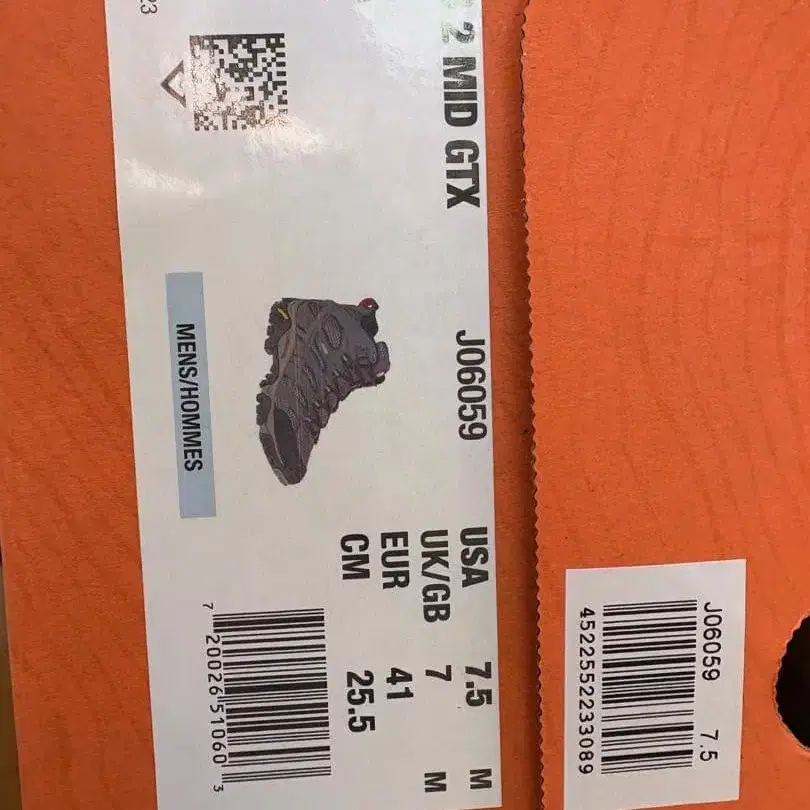 2 MID GTX
J06059
USA 7.5 M
UK/GB 7 M
EUR 41
CM 25.5
MENS/HOMMES
7 20026 51060 3
23
J06059 7.5
4522552233089